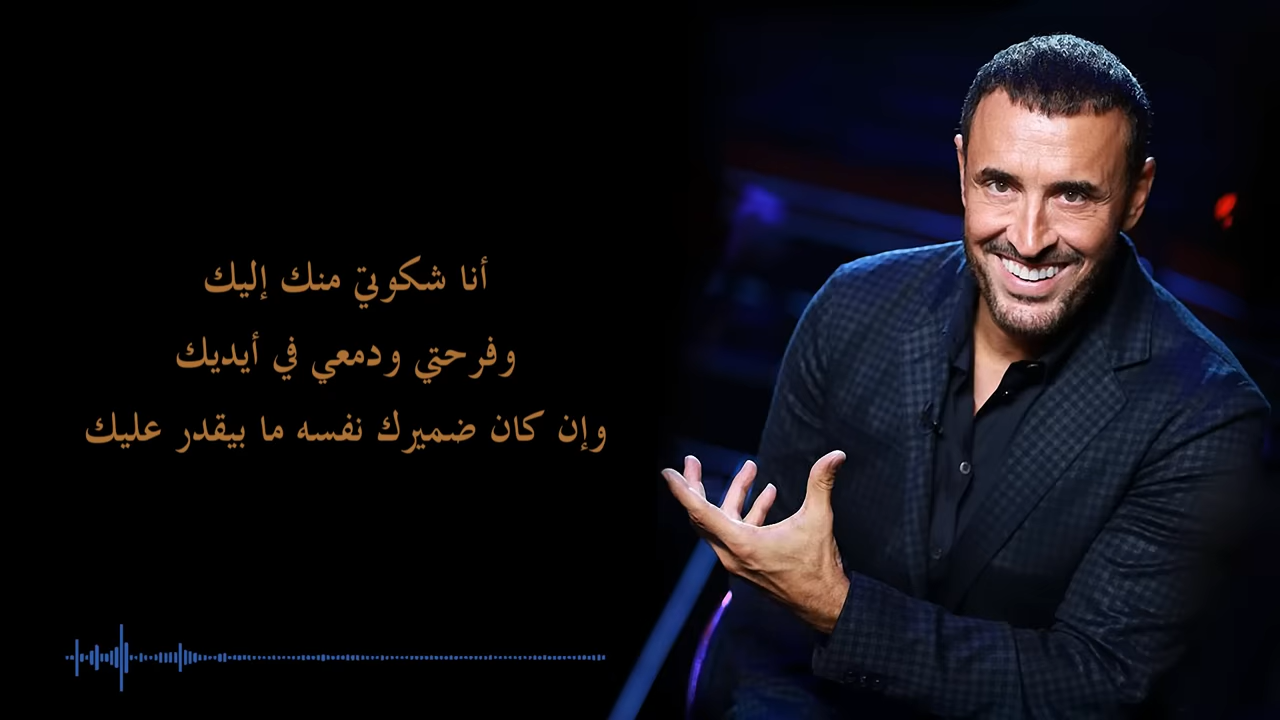 أنا شكوتي منك إليك
وفرحتي ودمعي في أيديك
وإن كان ضميرك نفسه ما بيقدر عليك